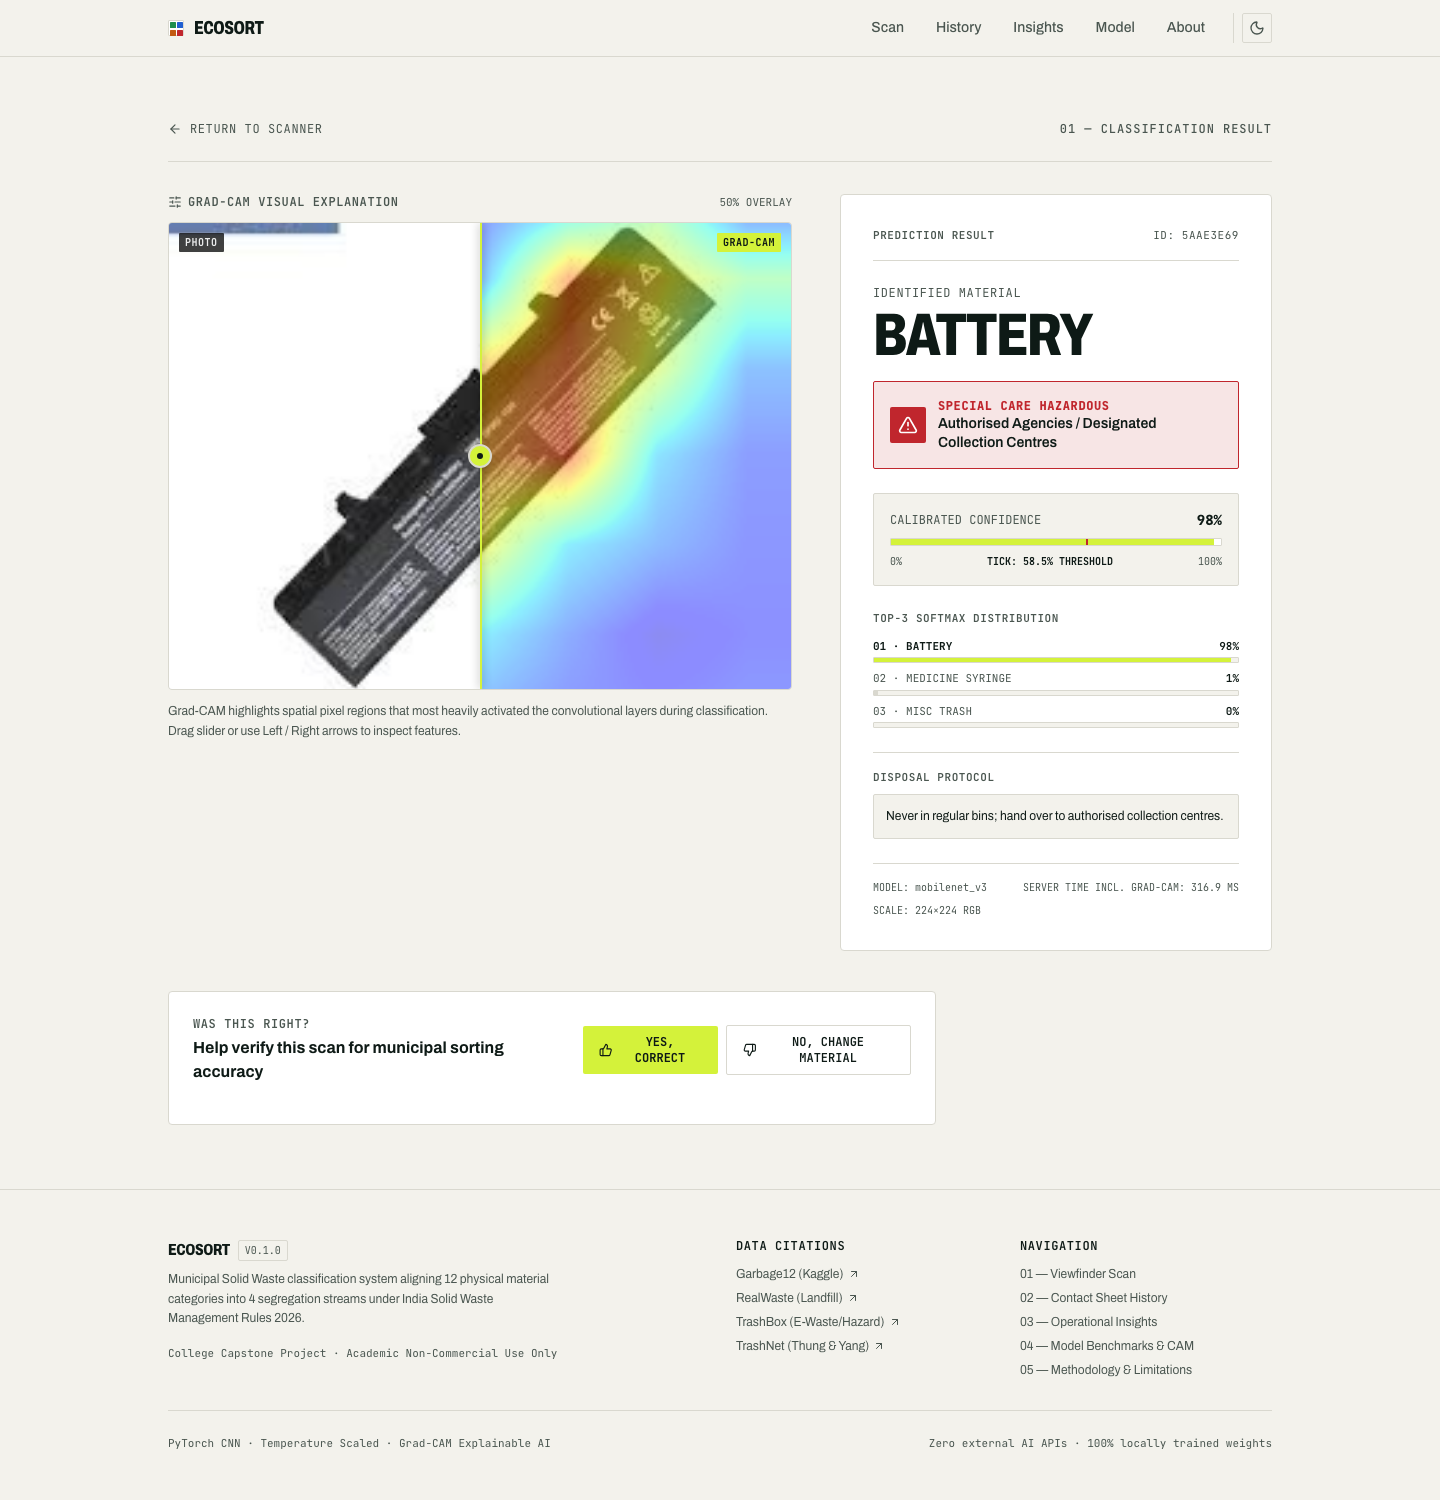 ECOSORT
Scan
History
Insights
Model
About
RETURN TO SCANNER
01 — CLASSIFICATION RESULT
GRAD-CAM VISUAL EXPLANATION
50% OVERLAY
PHOTO
GRAD-CAM
CE
Grad-CAM highlights spatial pixel regions that most heavily activated the convolutional layers during classification.
Drag slider or use Left / Right arrows to inspect features.
PREDICTION RESULT
ID: 5AAE3E69
IDENTIFIED MATERIAL
BATTERY
SPECIAL CARE HAZARDOUS
Authorised Agencies / Designated
Collection Centres
CALIBRATED CONFIDENCE
98%
0%
TICK: 58.5% THRESHOLD
100%
TOP-3 SOFTMAX DISTRIBUTION
01 · BATTERY
98%
02 · MEDICINE SYRINGE
1%
03 · MISC TRASH
0%
DISPOSAL PROTOCOL
Never in regular bins; hand over to authorised collection centres.
MODEL: mobilenet_v3
SERVER TIME INCL. GRAD-CAM: 316.9 MS
SCALE: 224×224 RGB
WAS THIS RIGHT?
Help verify this scan for municipal sorting
accuracy
YES,
CORRECT
NO, CHANGE
MATERIAL
ECOSORT
V0.1.0
Municipal Solid Waste classification system aligning 12 physical material
categories into 4 segregation streams under India Solid Waste
Management Rules 2026.
College Capstone Project · Academic Non-Commercial Use Only
DATA CITATIONS
Garbage12 (Kaggle)
RealWaste (Landfill)
TrashBox (E-Waste/Hazard)
TrashNet (Thung & Yang)
NAVIGATION
01 — Viewfinder Scan
02 — Contact Sheet History
03 — Operational Insights
04 — Model Benchmarks & CAM
05 — Methodology & Limitations
PyTorch CNN · Temperature Scaled · Grad-CAM Explainable AI
Zero external AI APIs · 100% locally trained weights